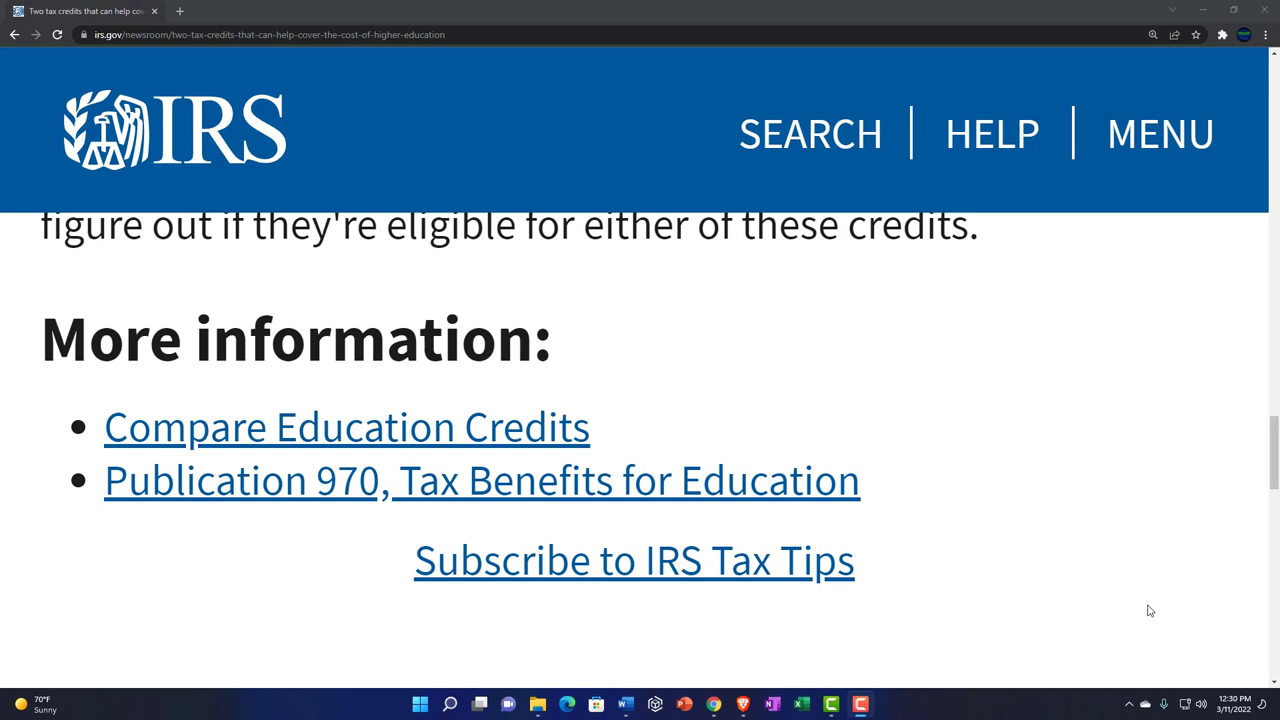 Two tax credits that can help cov
irs.gov/newsroom/two-tax-credits-that-can-help-cover-the-cost-of-higher-education
IRS
SEARCH
HELP
MENU
figure out if they're eligible for either of these credits.
More information:
Compare Education Credits
Publication 970, Tax Benefits for Education
Subscribe to IRS Tax Tips
70°F
Sunny
12:30 PM
3/11/2022